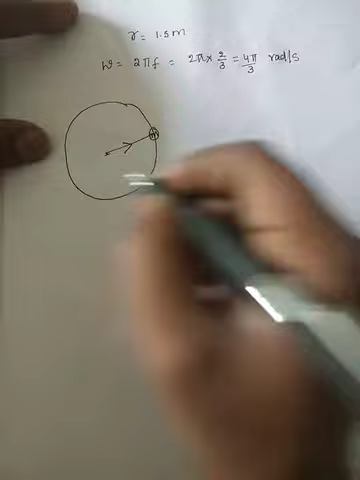 r = 1.5 m
W = 2πf = 2π × 2/3 = 4π/3 rad/s
m